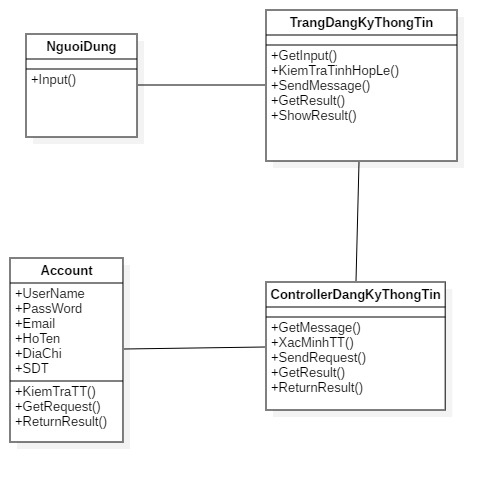 NguoiDung
+Input()
TrangDangKyThongTin
+GetInput()
+KiemTraTinhHopLe()
+SendMessage()
+GetResult()
+ShowResult()
Account
+UserName
+PassWord
+Email
+HoTen
+DiaChi
+SDT
+KiemTraTT()
+GetRequest()
+ReturnResult()
ControllerDangKyThongTin
+GetMessage()
+XacMinhTT()
+SendRequest()
+GetResult()
+ReturnResult()